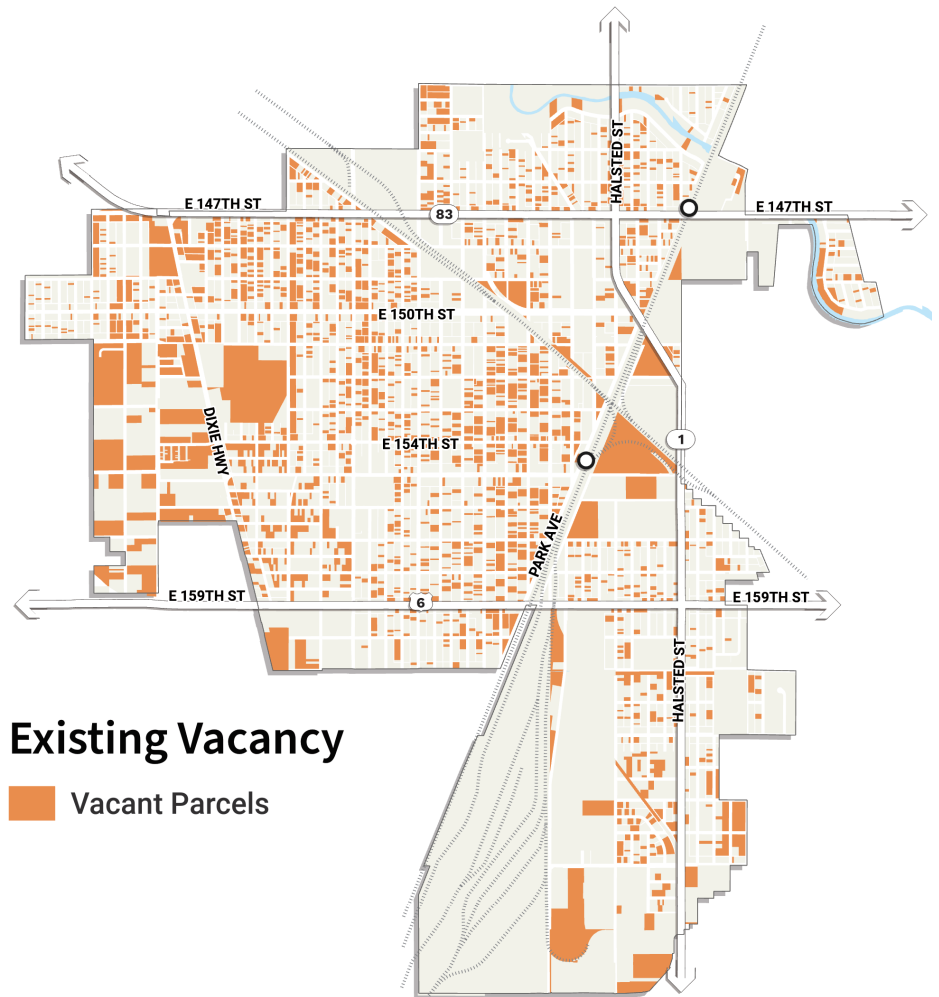 HALSTED ST
E 147TH ST
83
E 147TH ST
E 150TH ST
DIXIE HWY
E 154TH ST
1
PARK AVE
E 159TH ST
6
E 159TH ST
HALSTED ST
Existing Vacancy
Vacant Parcels